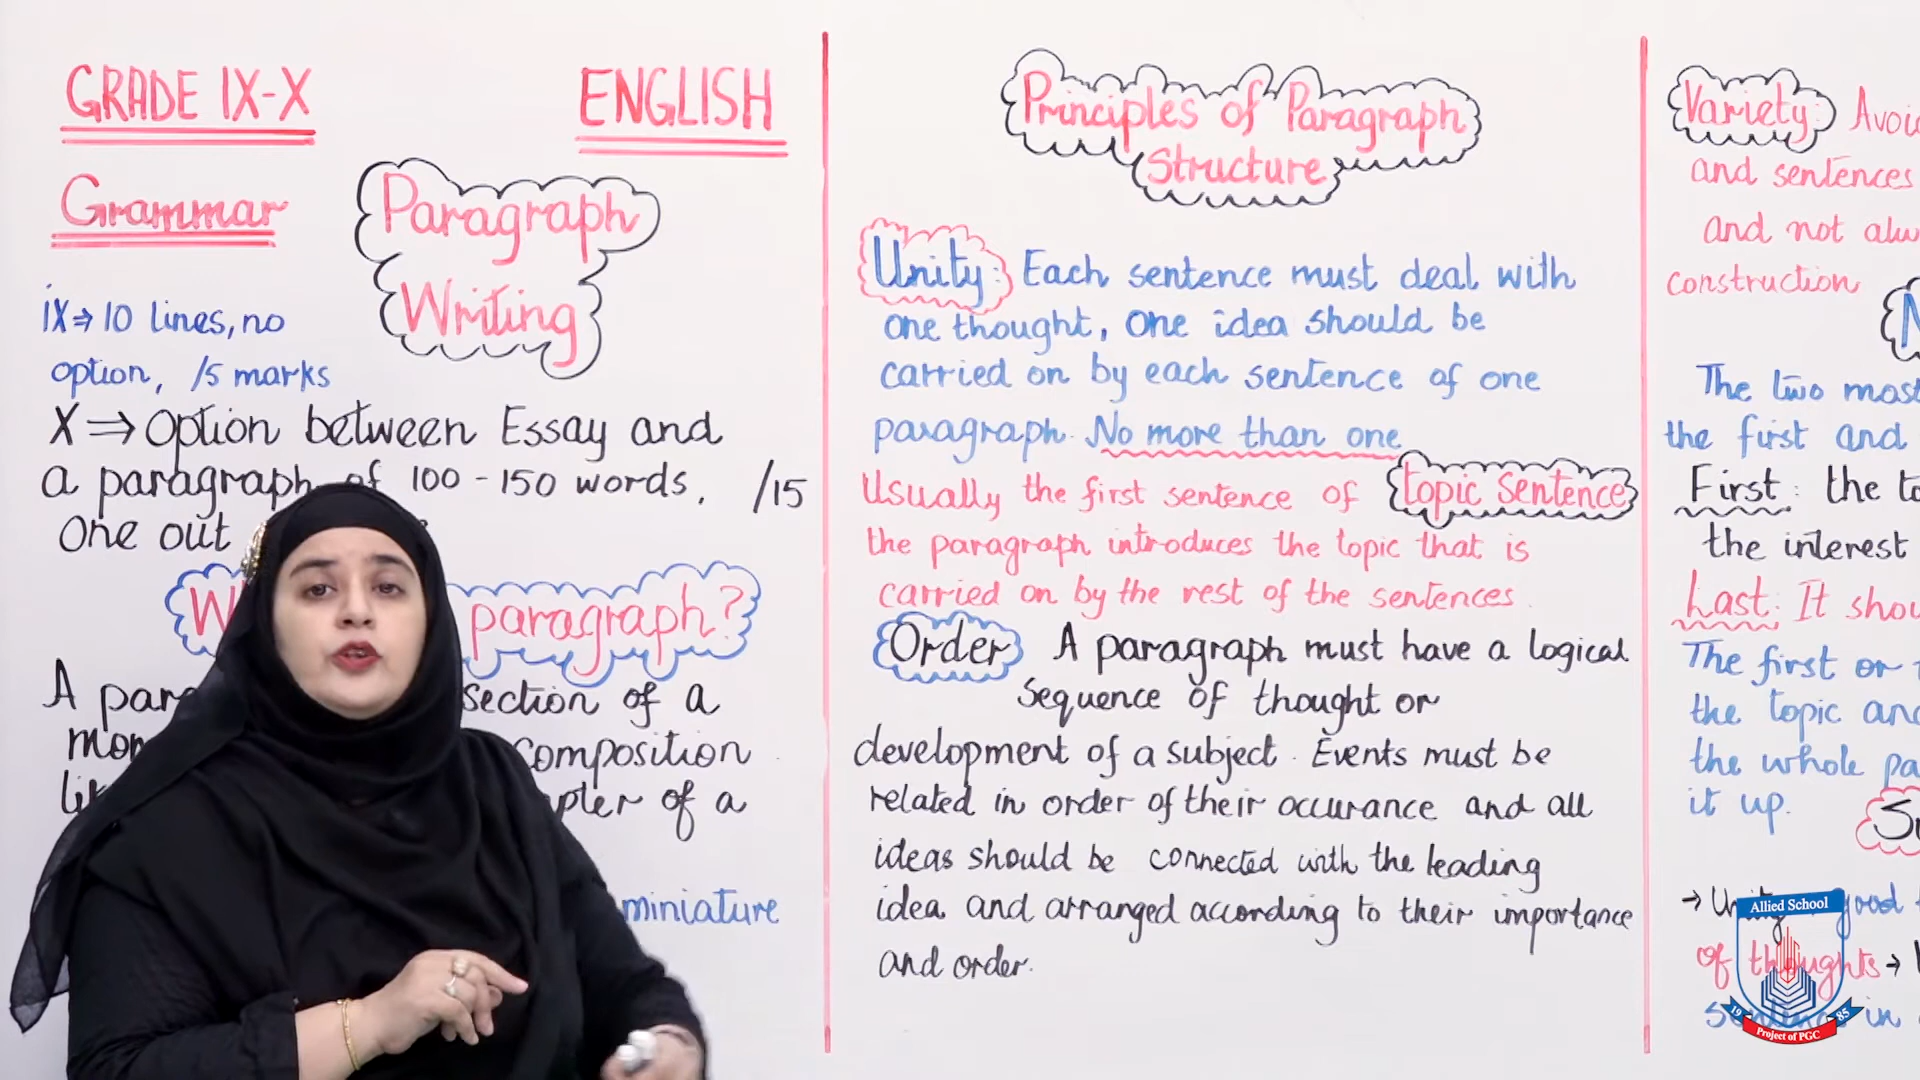 GRADE IX-X
ENGLISH
Grammar
Paragraph
Writing
iX⇒ 10 lines, no
option, /5 marks
X ⇒ Option between Essay and
a paragraph of 100 - 150 words. /15
One out
paragraph?
A section of a
composition
of a
miniature
Principles of Paragraph
Structure
Unity: Each sentence must deal with
one thought, One idea should be
carried on by each sentence of one
paragraph. No more than one
Usually the first sentence of topic Sentence
the paragraph introduces the topic that is
carried on by the rest of the sentences.
Order A paragraph must have a logical
sequence of thought or
development of a subject. Events must be
related in order of their occurance and all
ideas should be connected with the leading
idea and arranged according to their importance
and order.
Variety:
and sentences
and not
construction
The two
the first and
First: the
the interest
Last: It
The first or
the topic
the whole
it up.
→ good
of thoughts →
in
Allied School
19 85
Project of PGC